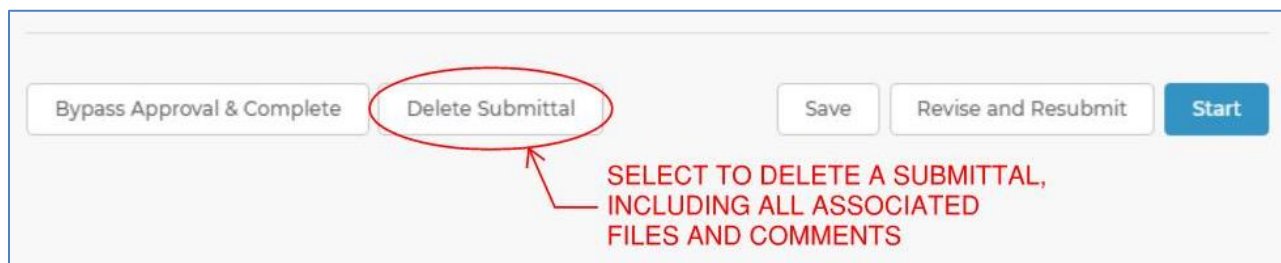 Bypass Approval & Complete Delete Submittal Save Revise and Resubmit Start
SELECT TO DELETE A SUBMITTAL,
INCLUDING ALL ASSOCIATED
FILES AND COMMENTS